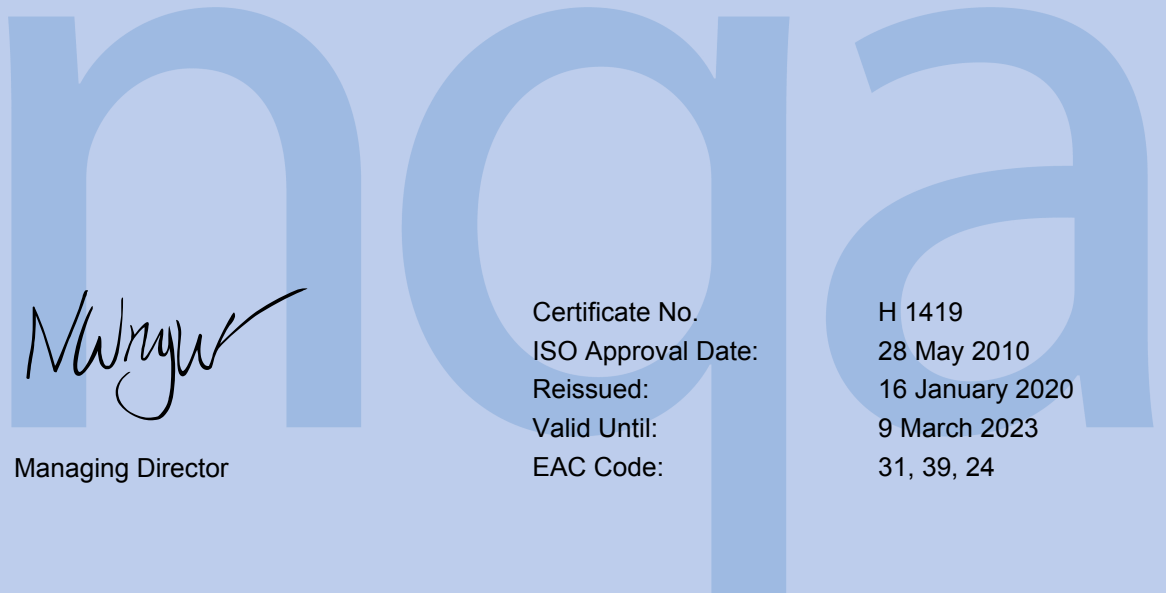 nqa
Certificate No. H 1419
ISO Approval Date: 28 May 2010
Reissued: 16 January 2020
Valid Until: 9 March 2023
Managing Director EAC Code: 31, 39, 24